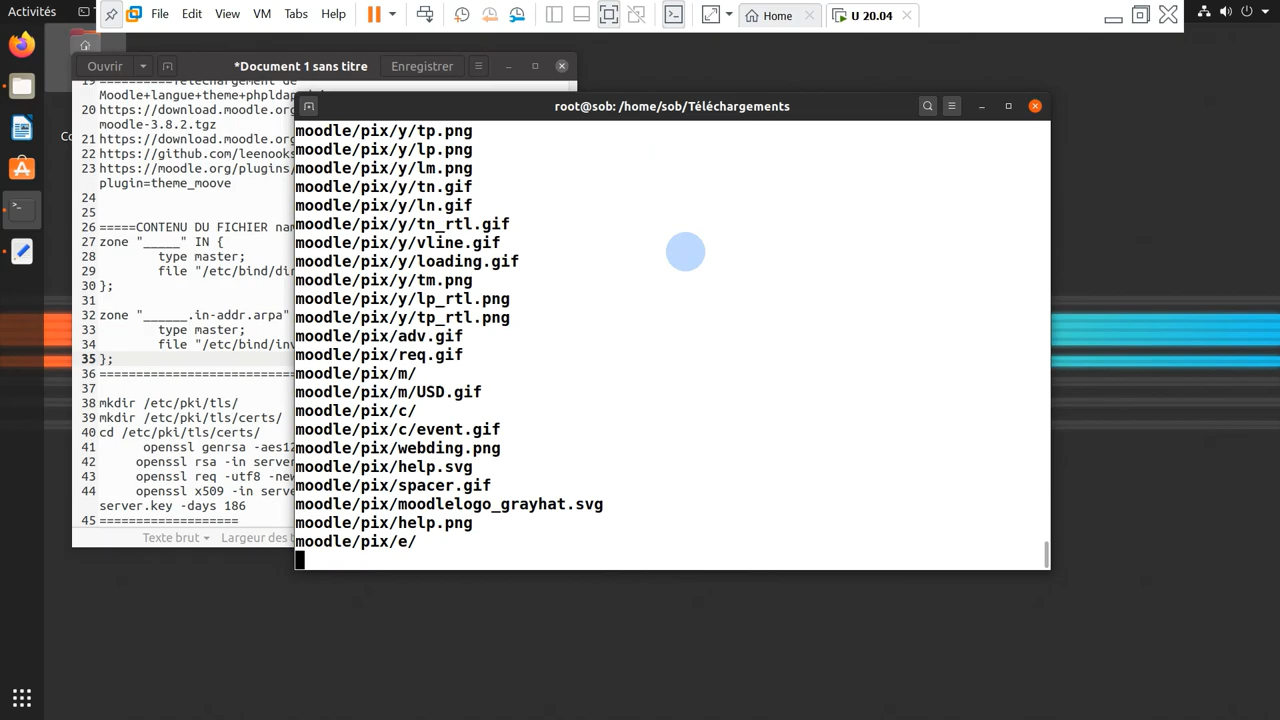 Activités
File Edit View VM Tabs Help
Home
U 20.04
Ouvrir
*Document 1 sans titre
Enregistrer
Moodle+langue+theme+phplda
20 https://download.moodle.org
moodle-3.8.2.tgz
21 https://download.moodle.org
22 https://github.com/leenooks
23 https://moodle.org/plugins/
plugin=theme_moove
24
25
26 =====CONTENU DU FICHIER nam
27 zone "_____" IN {
28 type master;
29 file "/etc/bind/dir
30 };
31
32 zone "______.in-addr.arpa"
33 type master;
34 file "/etc/bind/inv
35 };
36 ===========================
37
38 mkdir /etc/pki/tls/
39 mkdir /etc/pki/tls/certs/
40 cd /etc/pki/tls/certs/
41 openssl genrsa -aes12
42 openssl rsa -in server
43 openssl req -utf8 -new
44 openssl x509 -in serve
server.key -days 186
45 ===================
Texte brut
Largeur des t
root@sob: /home/sob/Téléchargements
moodle/pix/y/tp.png
moodle/pix/y/lp.png
moodle/pix/y/lm.png
moodle/pix/y/tn.gif
moodle/pix/y/ln.gif
moodle/pix/y/tn_rtl.gif
moodle/pix/y/vline.gif
moodle/pix/y/loading.gif
moodle/pix/y/tm.png
moodle/pix/y/lp_rtl.png
moodle/pix/y/tp_rtl.png
moodle/pix/adv.gif
moodle/pix/req.gif
moodle/pix/m/
moodle/pix/m/USD.gif
moodle/pix/c/
moodle/pix/c/event.gif
moodle/pix/webding.png
moodle/pix/help.svg
moodle/pix/spacer.gif
moodle/pix/moodlelogo_grayhat.svg
moodle/pix/help.png
moodle/pix/e/